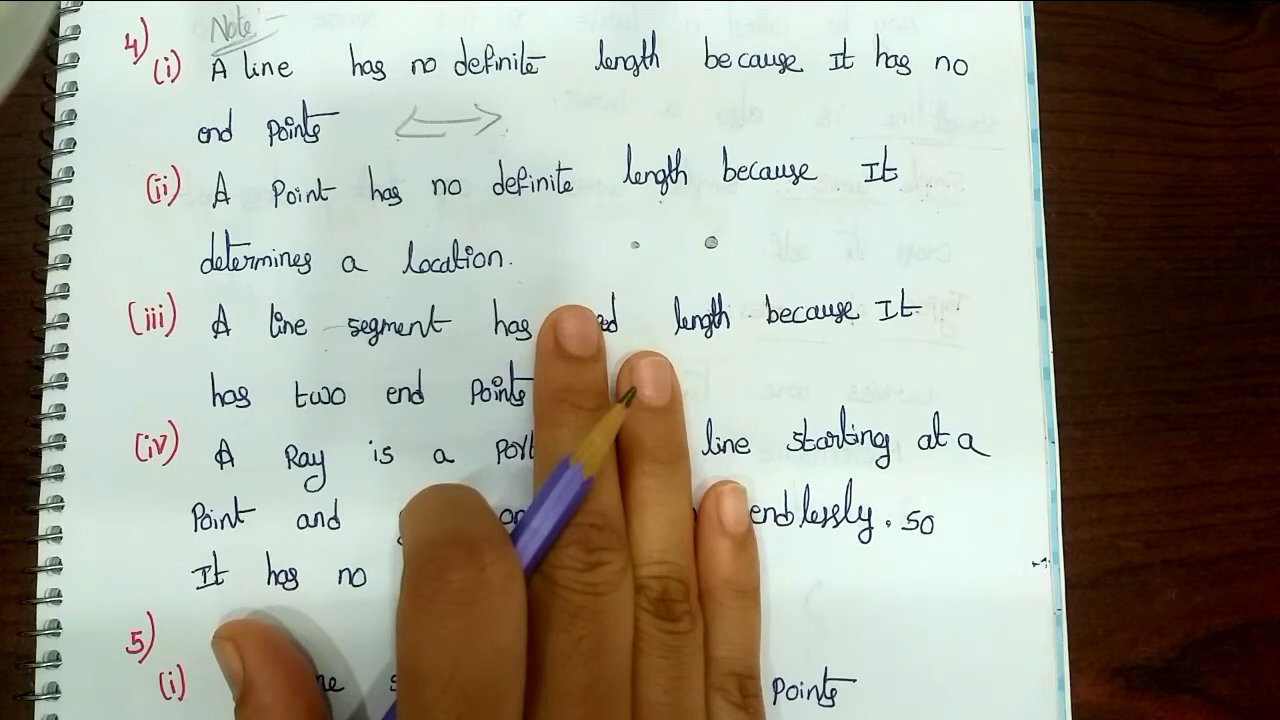 Note :-
4)
(i) A line has no definite length because It has no
end Points
(ii) A Point has no definite length because It
determines a location.
(iii) A line segment has length because It
has two end Points
(iv) A Ray is a line starting at a
Point and endlessly. so
It has no
5)
(i) Points